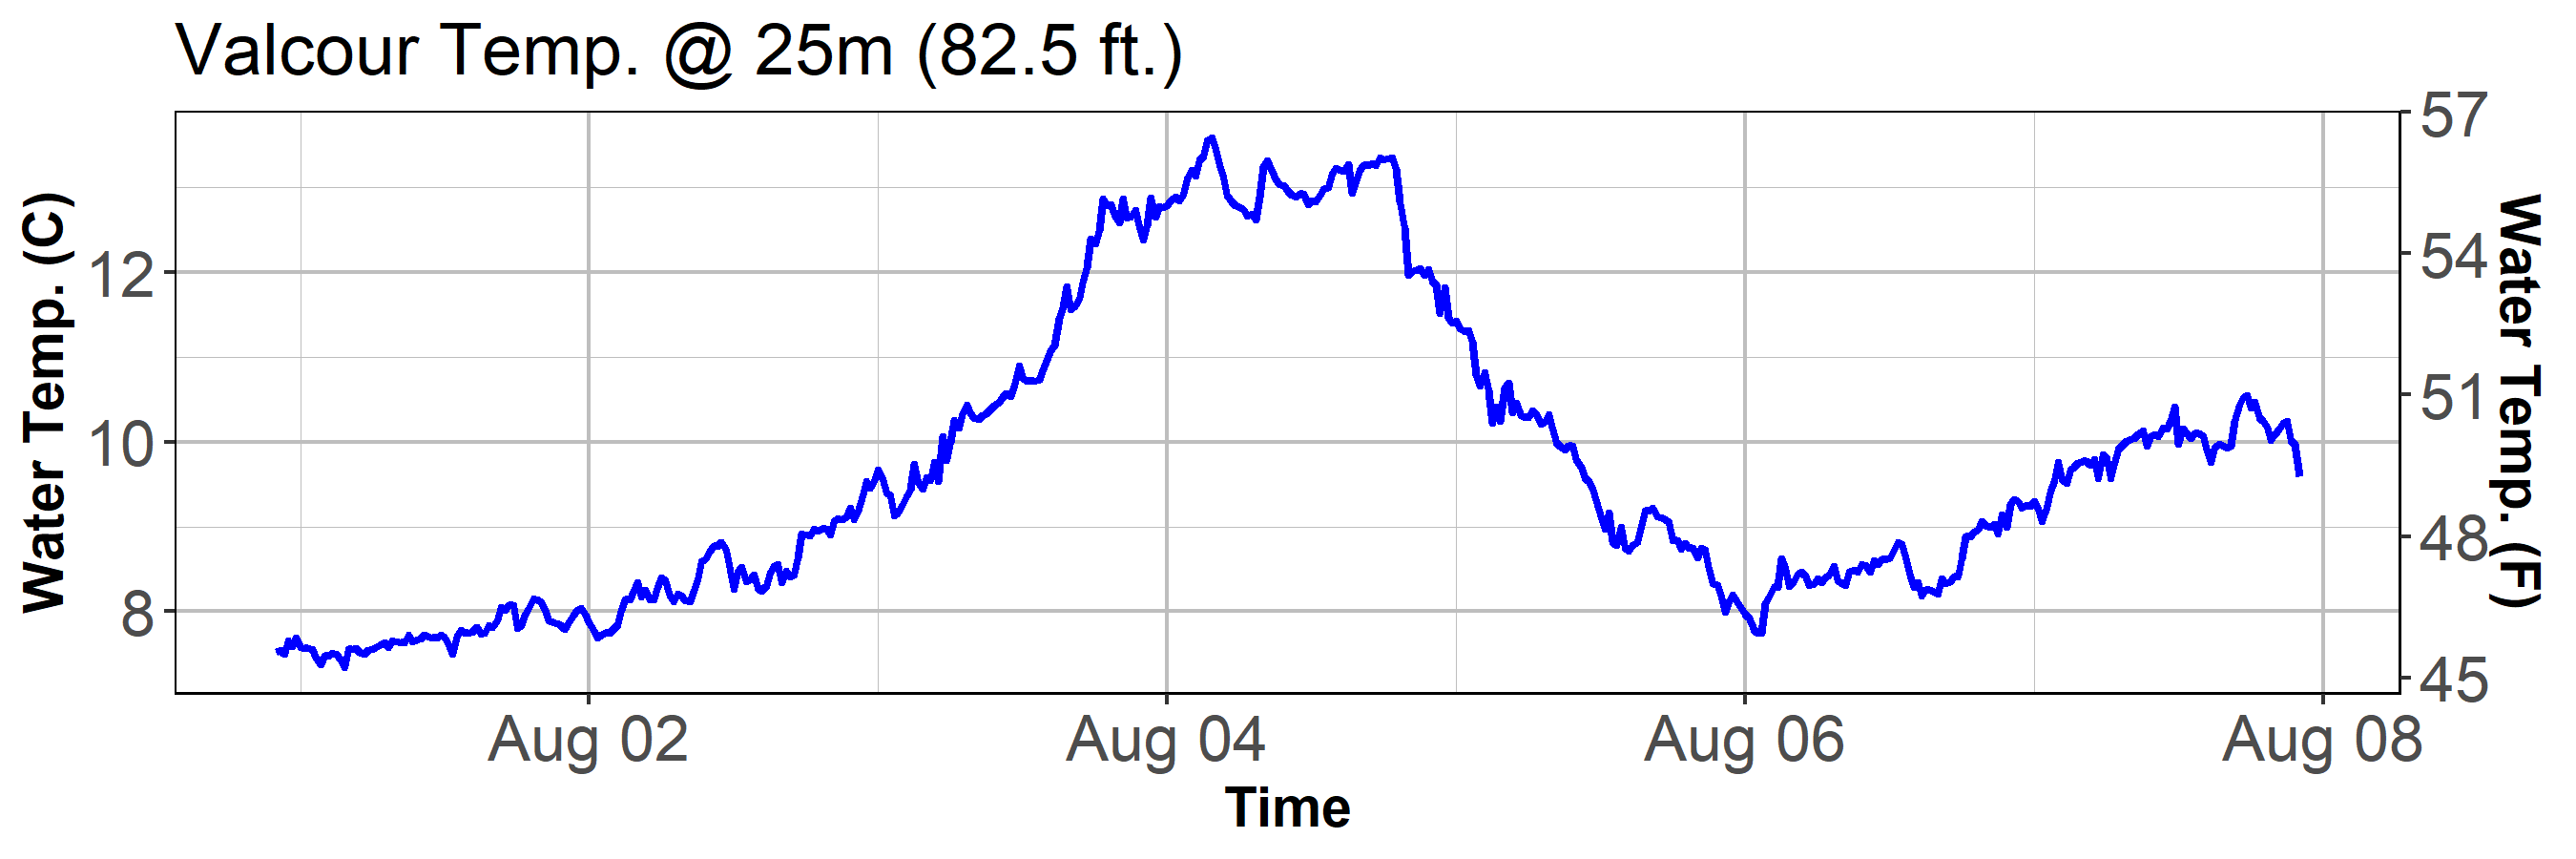 Valcour Temp. @ 25m (82.5 ft.)
Water Temp. (C)
12
10
8
57
54
51
48
45
Water Temp. (F)
Aug 02
Aug 04
Aug 06
Aug 08
Time